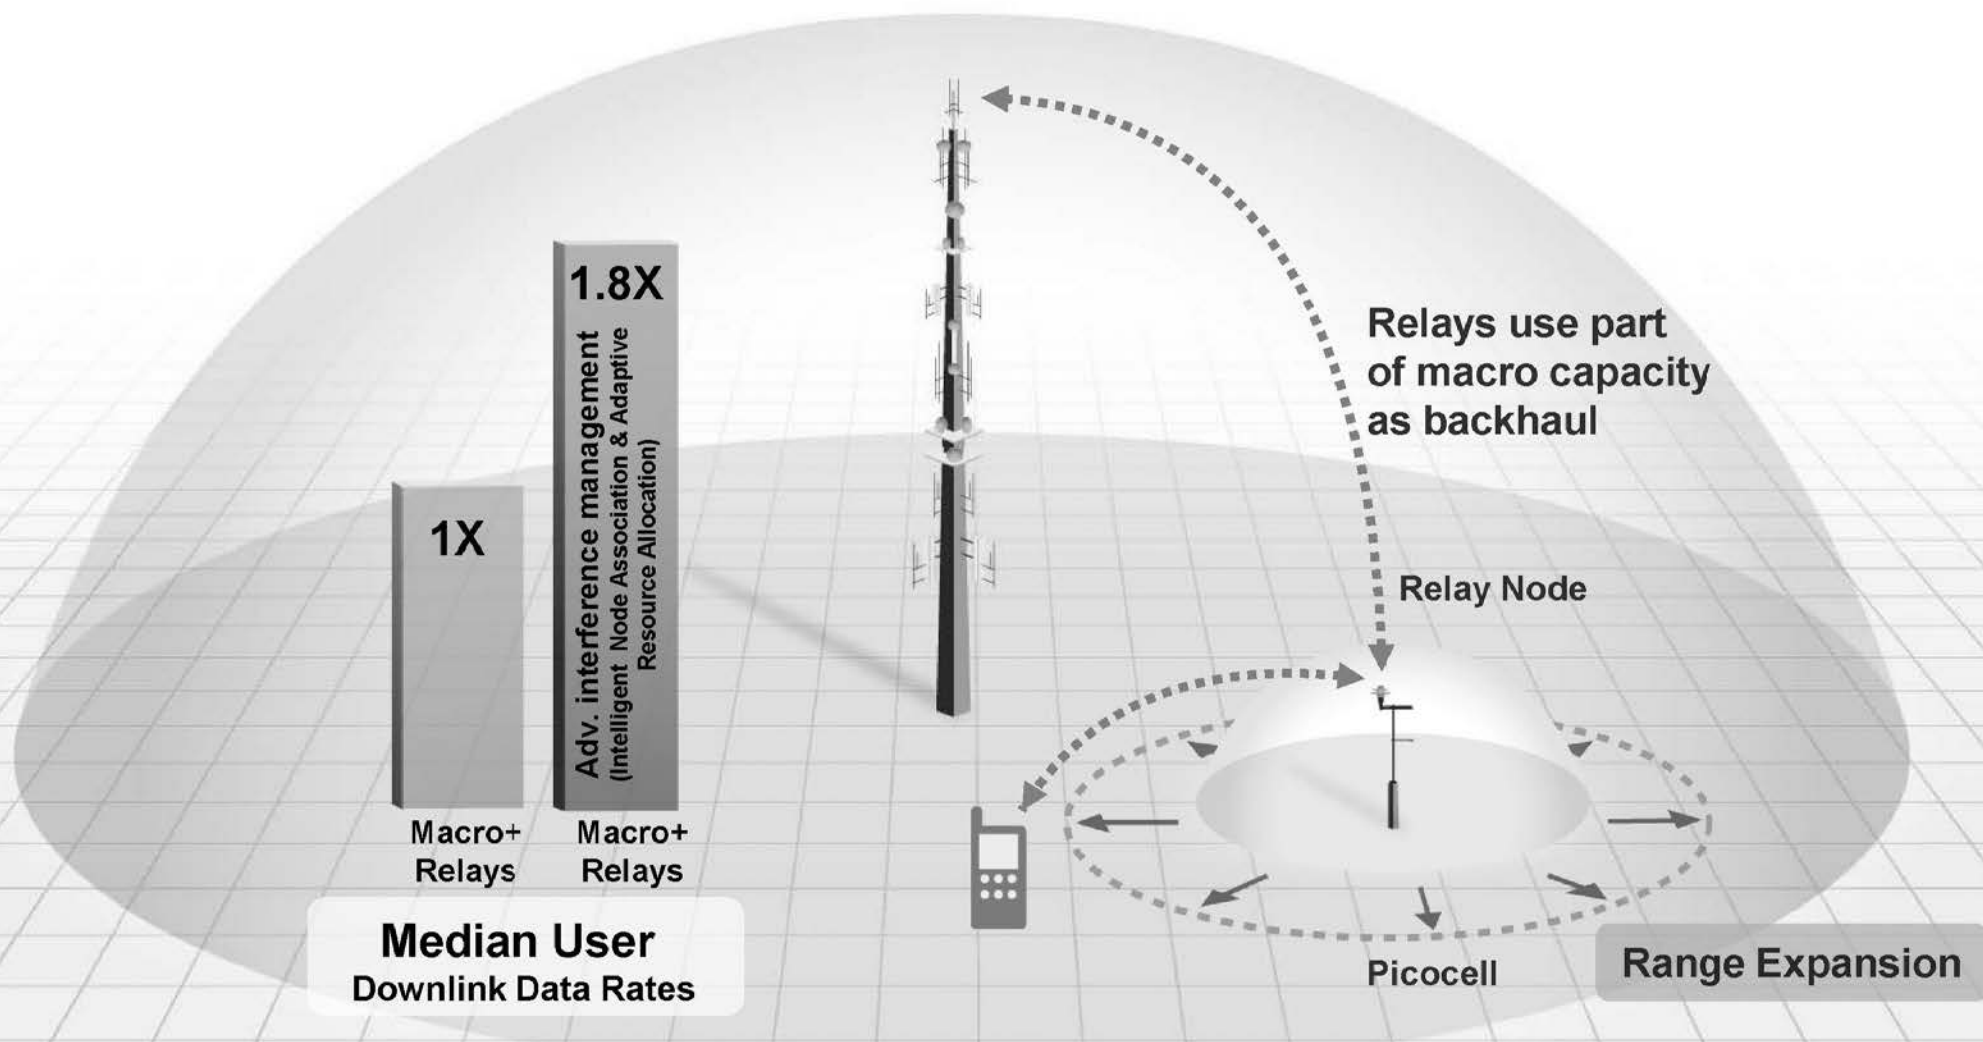 1.8X
Adv. interference management
(Intelligent Node Association & Adaptive
Resource Allocation)
1X
Macro+
Relays
Macro+
Relays
Median User
Downlink Data Rates
Relays use part
of macro capacity
as backhaul
Relay Node
Picocell
Range Expansion